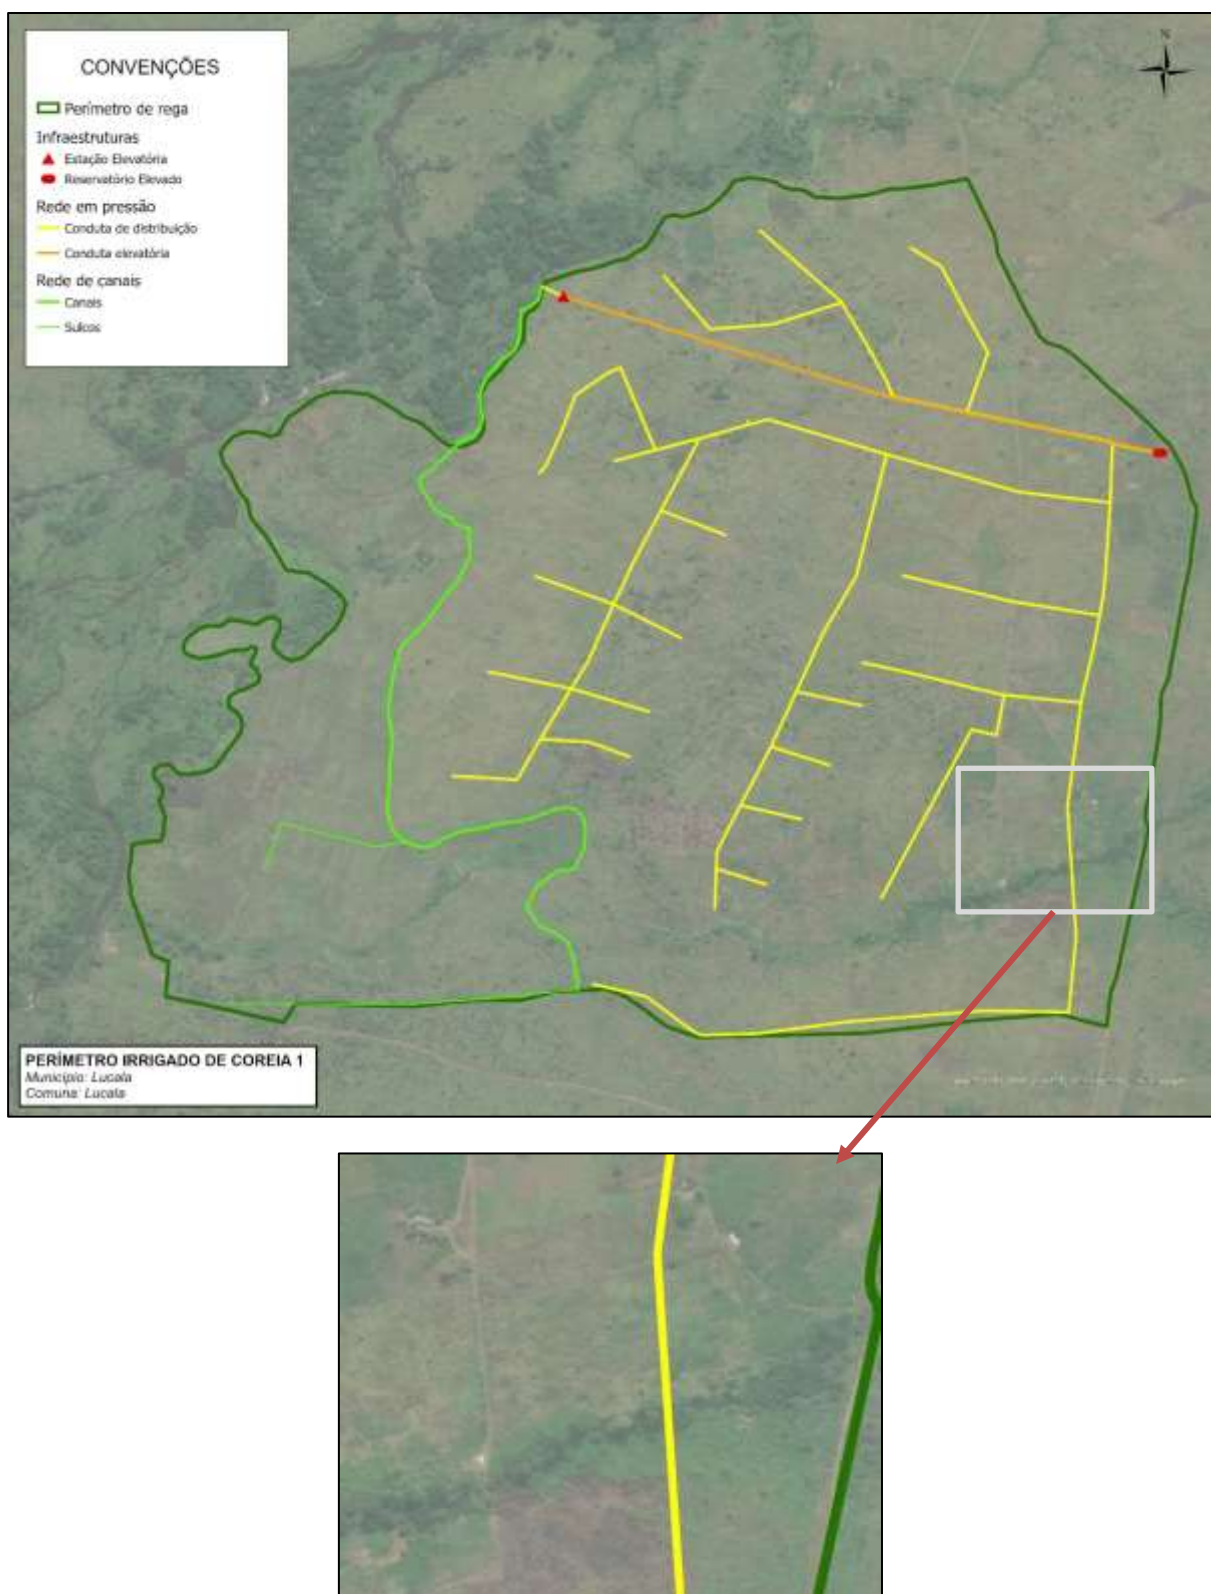 N
CONVENÇÕES
Perímetro de rega
Infraestruturas
Estação Elevatória
Reservatório Elevado
Rede em pressão
Conduta de distribuição
Conduta elevatória
Rede de canais
Canais
Sulcos
PERÍMETRO IRRIGADO DE COREIA 1
Município: Lucala
Comuna: Lucala